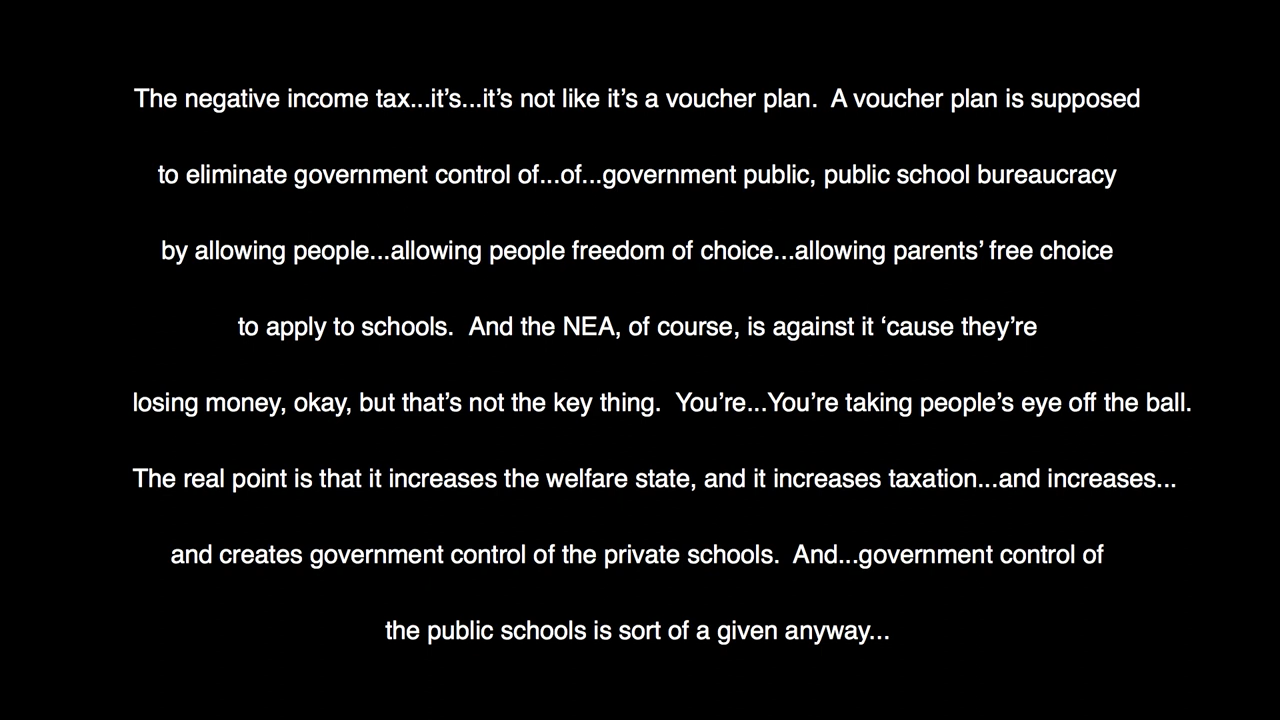 The negative income tax...it’s...it’s not like it’s a voucher plan.  A voucher plan is supposed
to eliminate government control of...of...government public, public school bureaucracy
by allowing people...allowing people freedom of choice...allowing parents’ free choice
to apply to schools.  And the NEA, of course, is against it ‘cause they’re
losing money, okay, but that’s not the key thing.  You’re...You’re taking people’s eye off the ball.
The real point is that it increases the welfare state, and it increases taxation...and increases...
and creates government control of the private schools.  And...government control of
the public schools is sort of a given anyway...